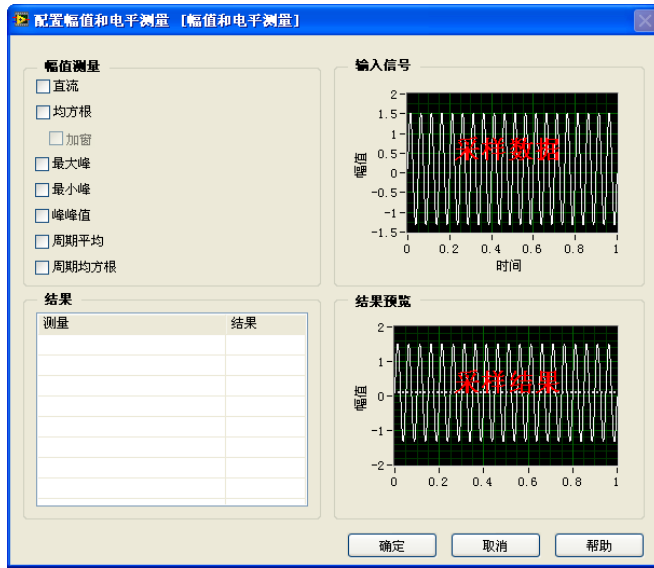 配置幅值和电平测量 [幅值和电平测量]
幅值测量
直流
均方根
加窗
最大峰
最小峰
峰峰值
周期平均
周期均方根
输入信号
幅值
2
1.5
1
0.5
0
-0.5
-1
-1.5
采样数据
0 0.2 0.4 0.6 0.8 1
时间
结果
测量 结果
结果预览
幅值
2
1
0
-1
-2
采样结果
0 0.2 0.4 0.6 0.8 1
确定 取消 帮助